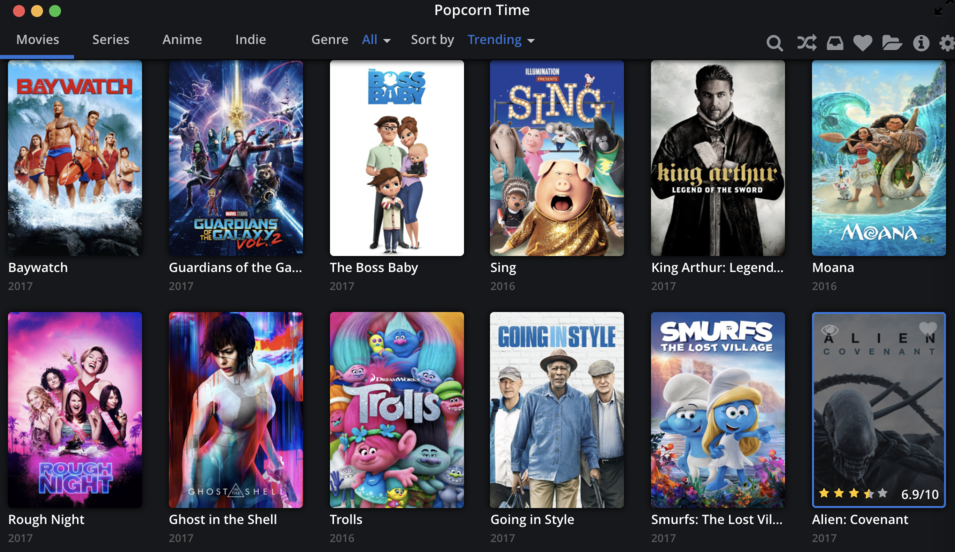 Popcorn Time
Movies Series Anime Indie Genre All Sort by Trending
BAYWATCH
MARVEL STUDIOS
GUARDIANS
OF THE GALAXY
VOL. 2
THE BOSS
BABY
ILLUMINATION
PRESENTS
SING
king arthur
LEGEND OF THE SWORD
MOANA
Baywatch Guardians of the Ga... The Boss Baby Sing King Arthur: Legend... Moana
2017 2017 2017 2016 2017 2016
ROUGH
NIGHT
GHOST IN THE SHELL
DREAMWORKS
Trolls
GOING IN STYLE
SMURFS
THE LOST VILLAGE
ALIEN
COVENANT
6.9/10
Rough Night Ghost in the Shell Trolls Going in Style Smurfs: The Lost Vil... Alien: Covenant
2017 2017 2016 2017 2017 2017